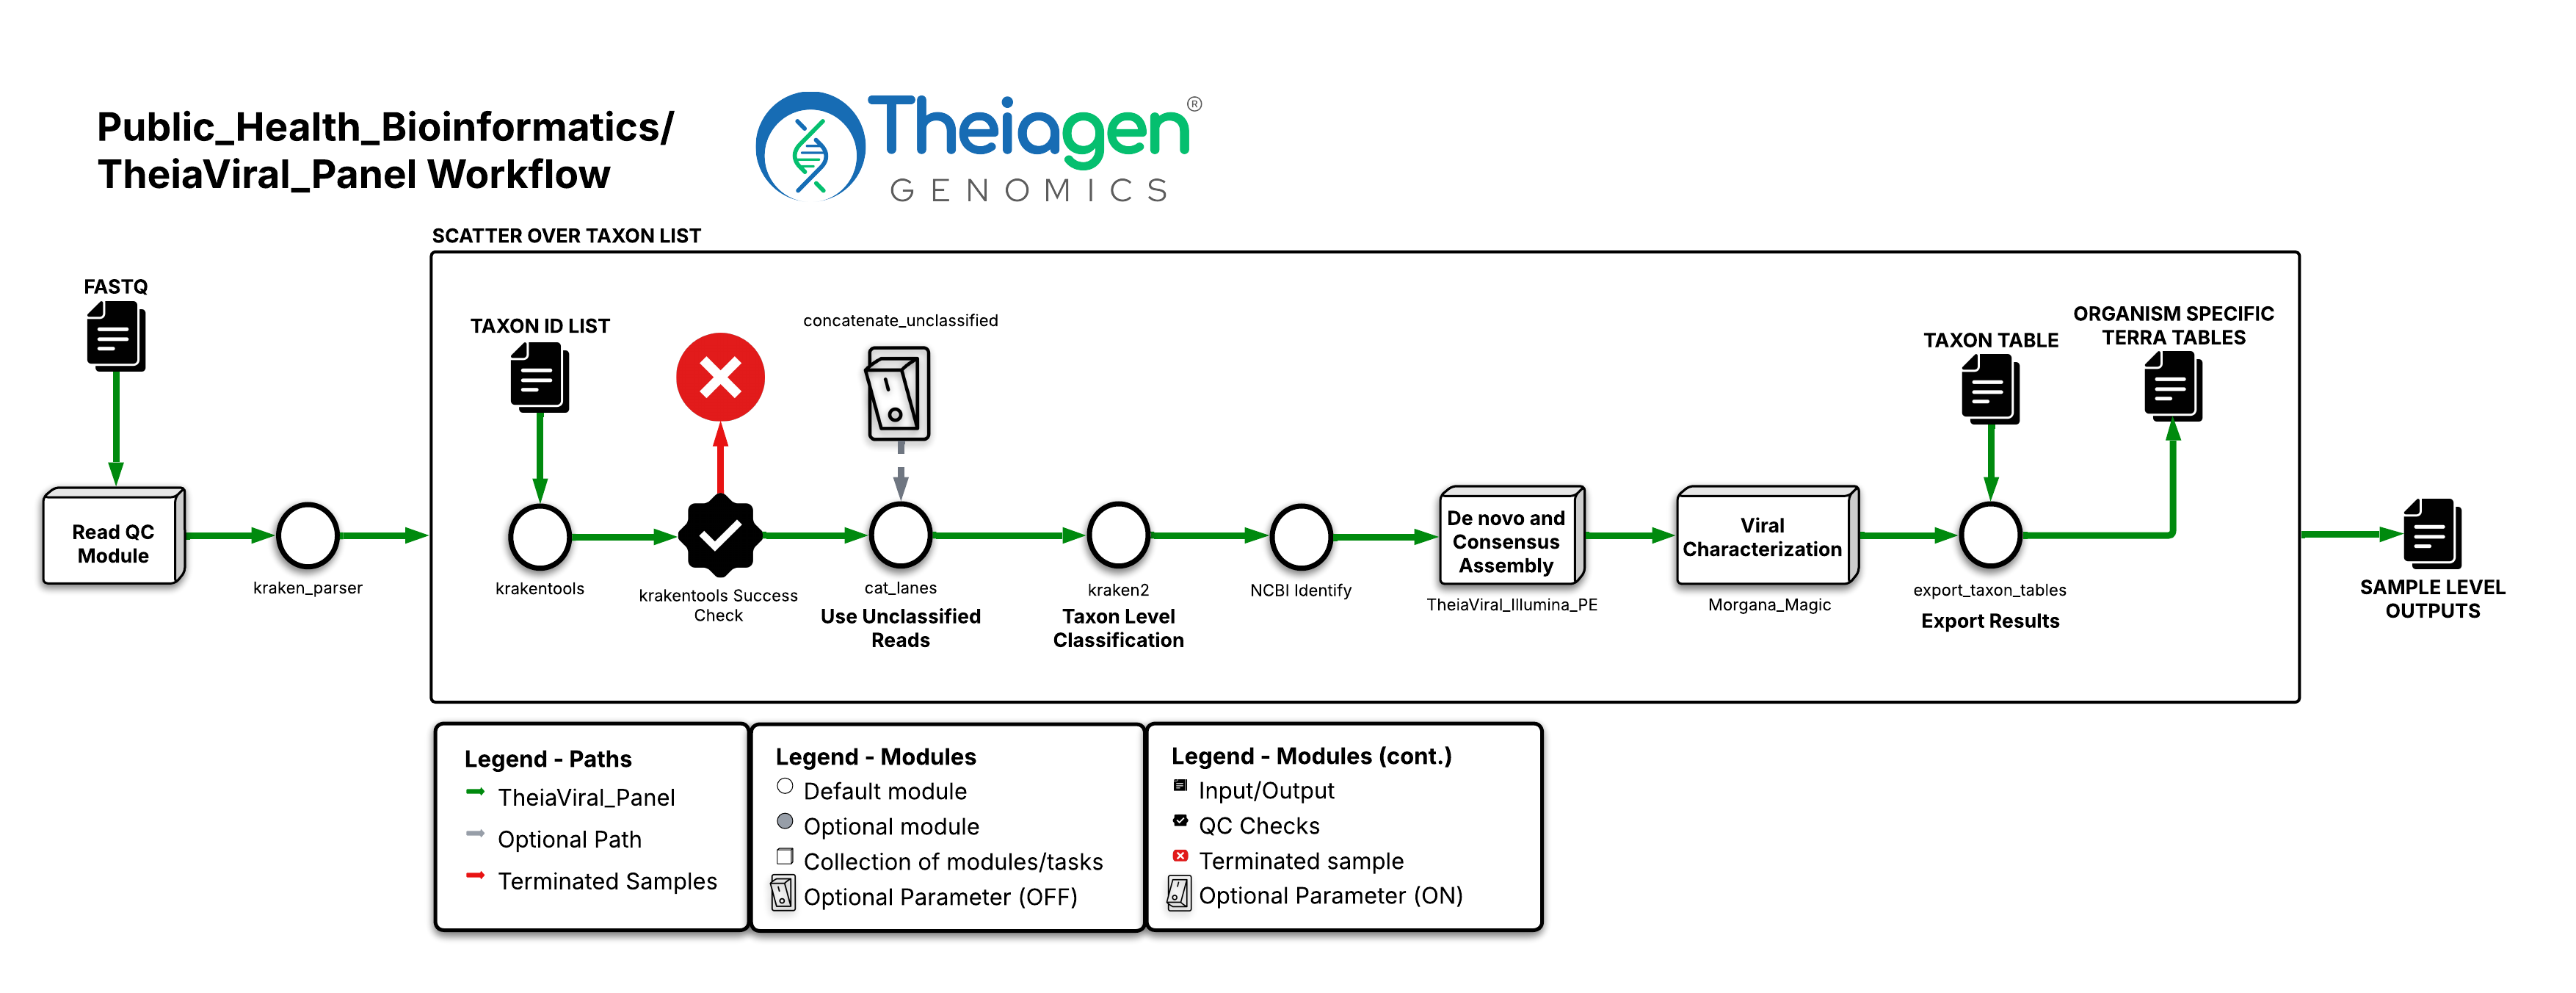 Public_Health_Bioinformatics/
TheiaViral_Panel Workflow
Theiagen®
GENOMICS
SCATTER OVER TAXON LIST
FASTQ
Read QC
Module
kraken_parser
TAXON ID LIST
krakentools
krakentools Success
Check
concatenate_unclassified
cat_lanes
Use Unclassified
Reads
kraken2
Taxon Level
Classification
NCBI Identify
De novo and
Consensus
Assembly
TheiaViral_Illumina_PE
Viral
Characterization
Morgana_Magic
TAXON TABLE
export_taxon_tables
Export Results
ORGANISM SPECIFIC
TERRA TABLES
SAMPLE LEVEL
OUTPUTS
Legend - Paths
TheiaViral_Panel
Optional Path
Terminated Samples
Legend - Modules
Default module
Optional module
Collection of modules/tasks
Optional Parameter (OFF)
Legend - Modules (cont.)
Input/Output
QC Checks
Terminated sample
Optional Parameter (ON)